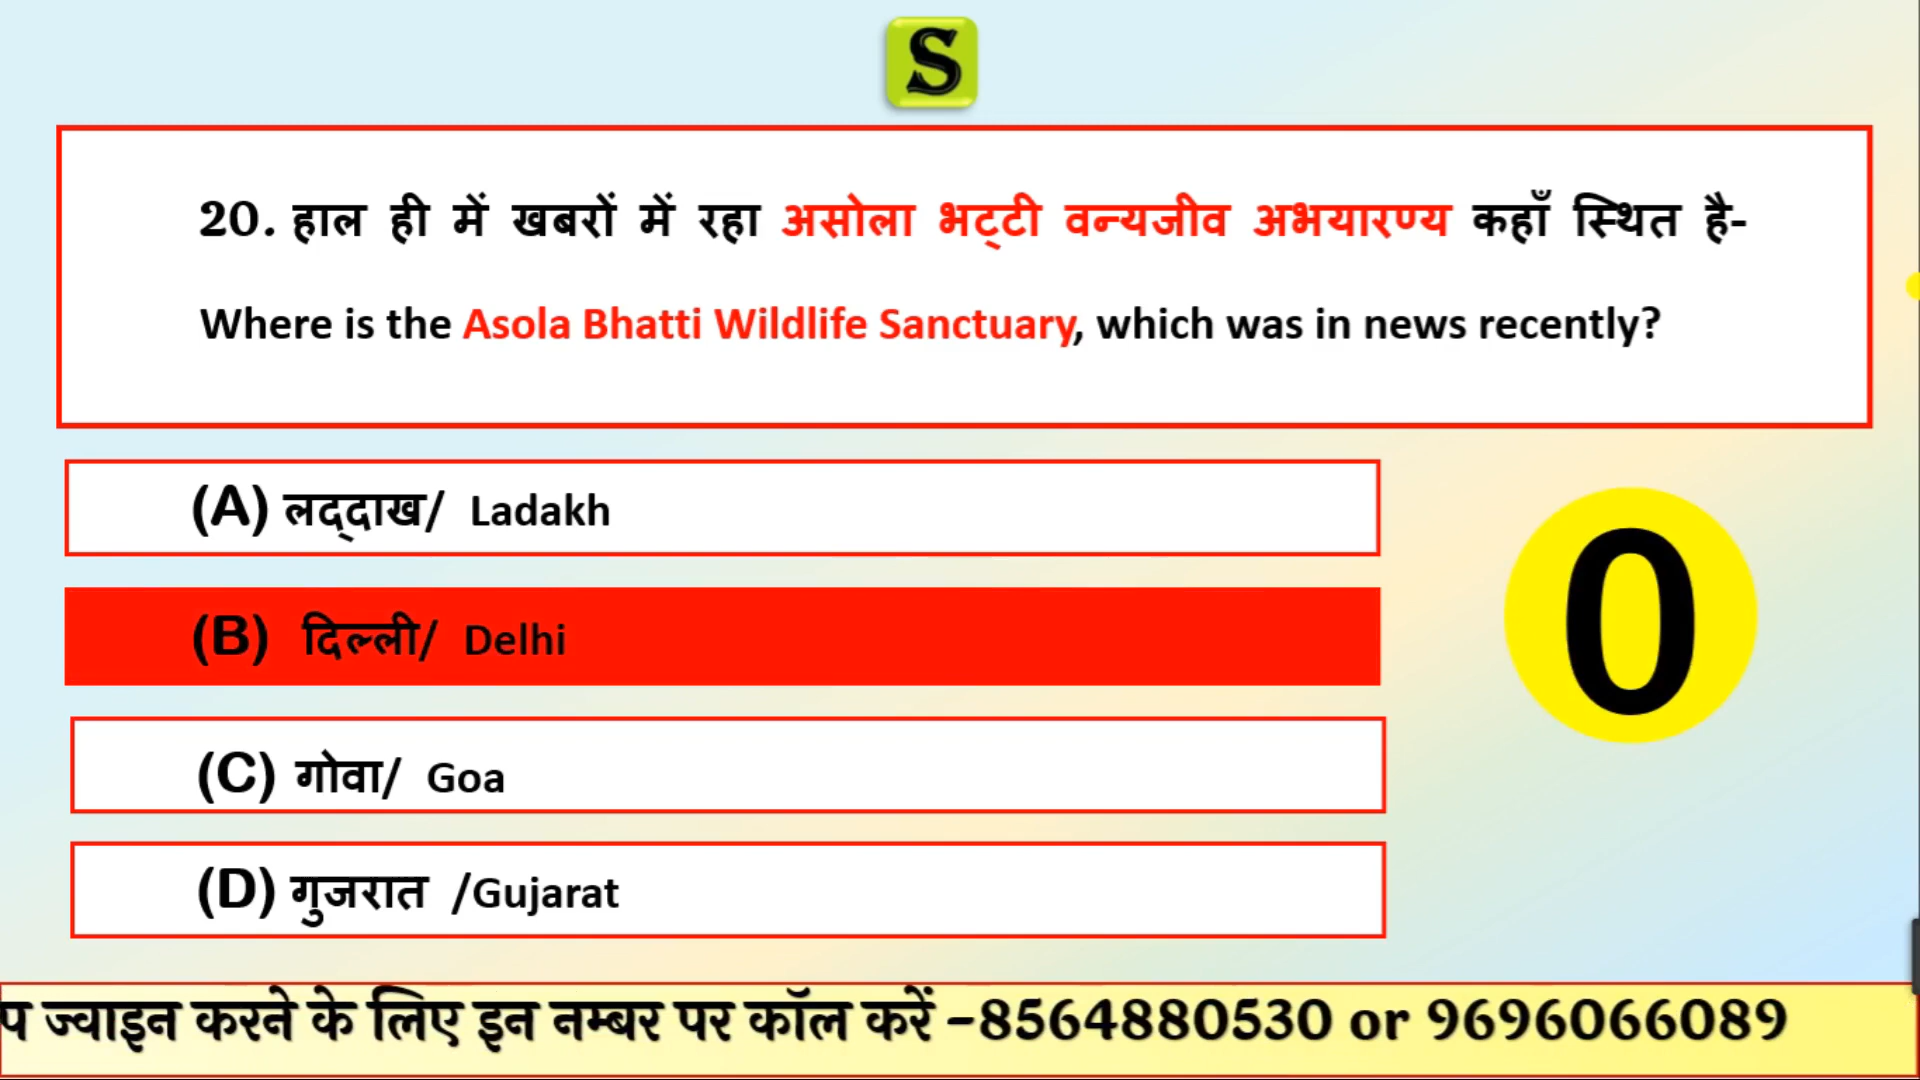 S
20. हाल ही में खबरों में रहा असोला भट्टी वन्यजीव अभयारण्य कहाँ स्थित है-
Where is the Asola Bhatti Wildlife Sanctuary, which was in news recently?
(A) लद्दाख/ Ladakh
(B) दिल्ली/ Delhi
0
(C) गोवा/ Goa
(D) गुजरात /Gujarat
प ज्वाइन करने के लिए इन नम्बर पर कॉल करें -8564880530 or 9696066089